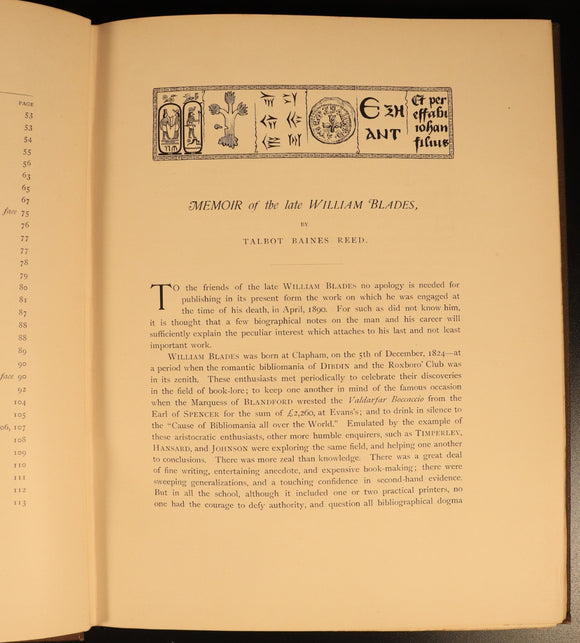 PAGE
53
53
54
55
56
63
65
67
face 75
76
77
78
79
80
81
87
88
89
face 90
92
104
105
106, 107
108
110
111
112
113
Ɛ ΖΗ
ΑΝΤ
Et per
effabi
iohan
filius
MEMOIR of the late WILLIAM BLADES,
BY
TALBOT BAINES REED.
TO the friends of the late WILLIAM BLADES no apology is needed for
publishing in its present form the work on which he was engaged at
the time of his death, in April, 1890. For such as did not know him,
it is thought that a few biographical notes on the man and his career will
sufficiently explain the peculiar interest which attaches to his last and not least
important work.
WILLIAM BLADES was born at Clapham, on the 5th of December, 1824—at
a period when the romantic bibliomania of DIBDIN and the Roxboro' Club was
in its zenith. These enthusiasts met periodically to celebrate their discoveries
in the field of book-lore; to keep one another in mind of the famous occasion
when the Marquess of BLANDFORD wrested the Valdarfar Boccaccio from the
Earl of SPENCER for the sum of £2,260, at Evans's; and to drink in silence to
the "Cause of Bibliomania all over the World." Emulated by the example of
these aristocratic enthusiasts, other more humble enquirers, such as TIMPERLEY,
HANSARD, and JOHNSON were exploring the same field, and helping one another
to conclusions. There was more zeal than knowledge. There was a great deal
of fine writing, entertaining anecdote, and expensive book-making; there were
sweeping generalizations, and a touching confidence in second-hand evidence.
But in all the school, although it included one or two practical printers, no
one had the courage to defy authority, and question all bibliographical dogma